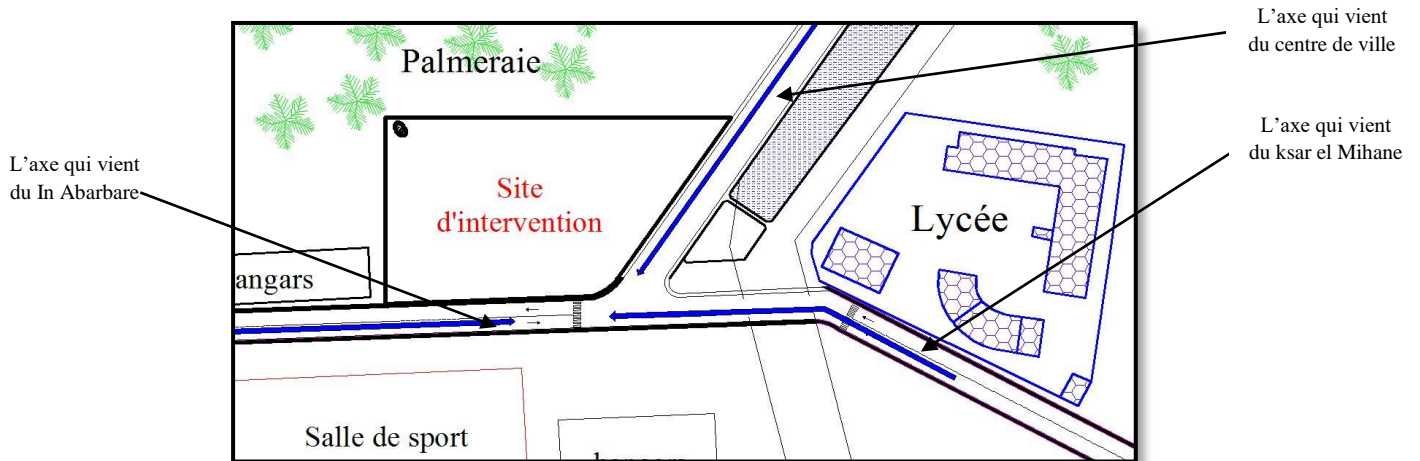 L'axe qui vient
du centre de ville
Palmeraie
L'axe qui vient
du ksar el Mihane
L'axe qui vient
du In Abarbare
Site
d'intervention
Lycée
angars
Salle de sport